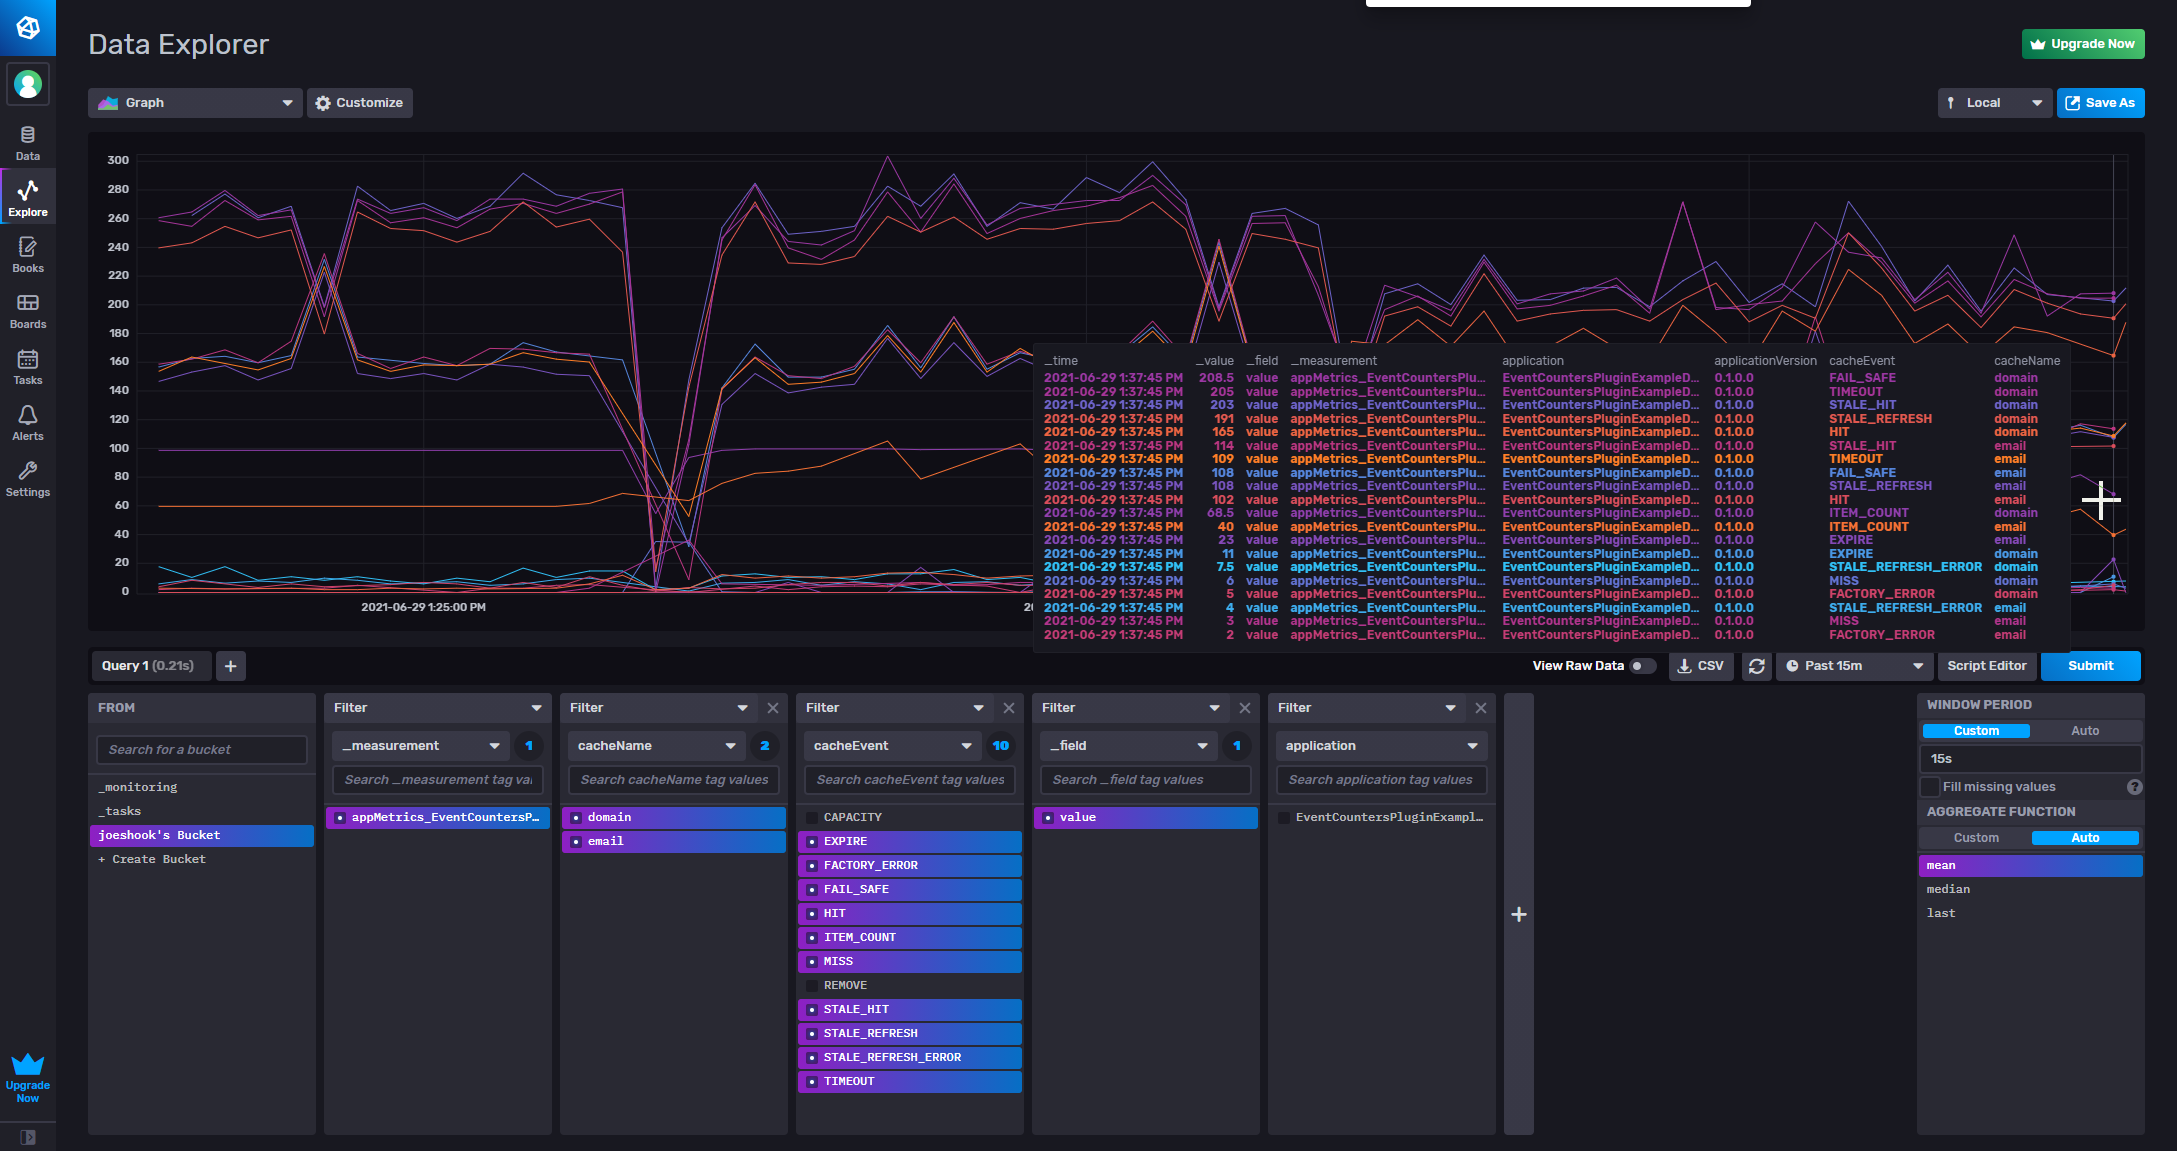 Data Explorer
Upgrade Now
Graph
Customize
Local
Save As
Data
Explore
Books
Boards
Tasks
Alerts
Settings
Upgrade Now
300
280
260
240
220
200
180
160
140
120
100
80
60
40
20
0
2021-06-29 1:25:00 PM
_time _value _field _measurement application applicationVersion cacheEvent cacheName
2021-06-29 1:37:45 PM 208.5 value appMetrics_EventCountersPlu... EventCountersPluginExampleD... 0.1.0.0 FAIL_SAFE domain
2021-06-29 1:37:45 PM 205 value appMetrics_EventCountersPlu... EventCountersPluginExampleD... 0.1.0.0 TIMEOUT domain
2021-06-29 1:37:45 PM 203 value appMetrics_EventCountersPlu... EventCountersPluginExampleD... 0.1.0.0 STALE_HIT domain
2021-06-29 1:37:45 PM 191 value appMetrics_EventCountersPlu... EventCountersPluginExampleD... 0.1.0.0 STALE_REFRESH domain
2021-06-29 1:37:45 PM 165 value appMetrics_EventCountersPlu... EventCountersPluginExampleD... 0.1.0.0 HIT domain
2021-06-29 1:37:45 PM 114 value appMetrics_EventCountersPlu... EventCountersPluginExampleD... 0.1.0.0 STALE_HIT email
2021-06-29 1:37:45 PM 109 value appMetrics_EventCountersPlu... EventCountersPluginExampleD... 0.1.0.0 TIMEOUT email
2021-06-29 1:37:45 PM 108 value appMetrics_EventCountersPlu... EventCountersPluginExampleD... 0.1.0.0 FAIL_SAFE email
2021-06-29 1:37:45 PM 108 value appMetrics_EventCountersPlu... EventCountersPluginExampleD... 0.1.0.0 STALE_REFRESH email
2021-06-29 1:37:45 PM 102 value appMetrics_EventCountersPlu... EventCountersPluginExampleD... 0.1.0.0 HIT email
2021-06-29 1:37:45 PM 68.5 value appMetrics_EventCountersPlu... EventCountersPluginExampleD... 0.1.0.0 ITEM_COUNT domain
2021-06-29 1:37:45 PM 40 value appMetrics_EventCountersPlu... EventCountersPluginExampleD... 0.1.0.0 ITEM_COUNT email
2021-06-29 1:37:45 PM 23 value appMetrics_EventCountersPlu... EventCountersPluginExampleD... 0.1.0.0 EXPIRE email
2021-06-29 1:37:45 PM 11 value appMetrics_EventCountersPlu... EventCountersPluginExampleD... 0.1.0.0 EXPIRE domain
2021-06-29 1:37:45 PM 7.5 value appMetrics_EventCountersPlu... EventCountersPluginExampleD... 0.1.0.0 STALE_REFRESH_ERROR domain
2021-06-29 1:37:45 PM 6 value appMetrics_EventCountersPlu... EventCountersPluginExampleD... 0.1.0.0 MISS domain
2021-06-29 1:37:45 PM 5 value appMetrics_EventCountersPlu... EventCountersPluginExampleD... 0.1.0.0 FACTORY_ERROR domain
2021-06-29 1:37:45 PM 4 value appMetrics_EventCountersPlu... EventCountersPluginExampleD... 0.1.0.0 STALE_REFRESH_ERROR email
2021-06-29 1:37:45 PM 3 value appMetrics_EventCountersPlu... EventCountersPluginExampleD... 0.1.0.0 MISS email
2021-06-29 1:37:45 PM 2 value appMetrics_EventCountersPlu... EventCountersPluginExampleD... 0.1.0.0 FACTORY_ERROR email
Query 1 (0.21s) +
View Raw Data
CSV
Past 15m
Script Editor
Submit
FROM
Search for a bucket
_monitoring
_tasks
joeshook's Bucket
+ Create Bucket
Filter
_measurement 1
Search _measurement tag val
appMetrics_EventCountersP...
Filter
cacheName 2
Search cacheName tag values
domain
email
Filter
cacheEvent 10
Search cacheEvent tag values
CAPACITY
EXPIRE
FACTORY_ERROR
FAIL_SAFE
HIT
ITEM_COUNT
MISS
REMOVE
STALE_HIT
STALE_REFRESH
STALE_REFRESH_ERROR
TIMEOUT
Filter
_field 1
Search _field tag values
value
Filter
application
Search application tag values
EventCountersPluginExampl...
+
WINDOW PERIOD
Custom Auto
15s
Fill missing values ?
AGGREGATE FUNCTION
Custom Auto
mean
median
last